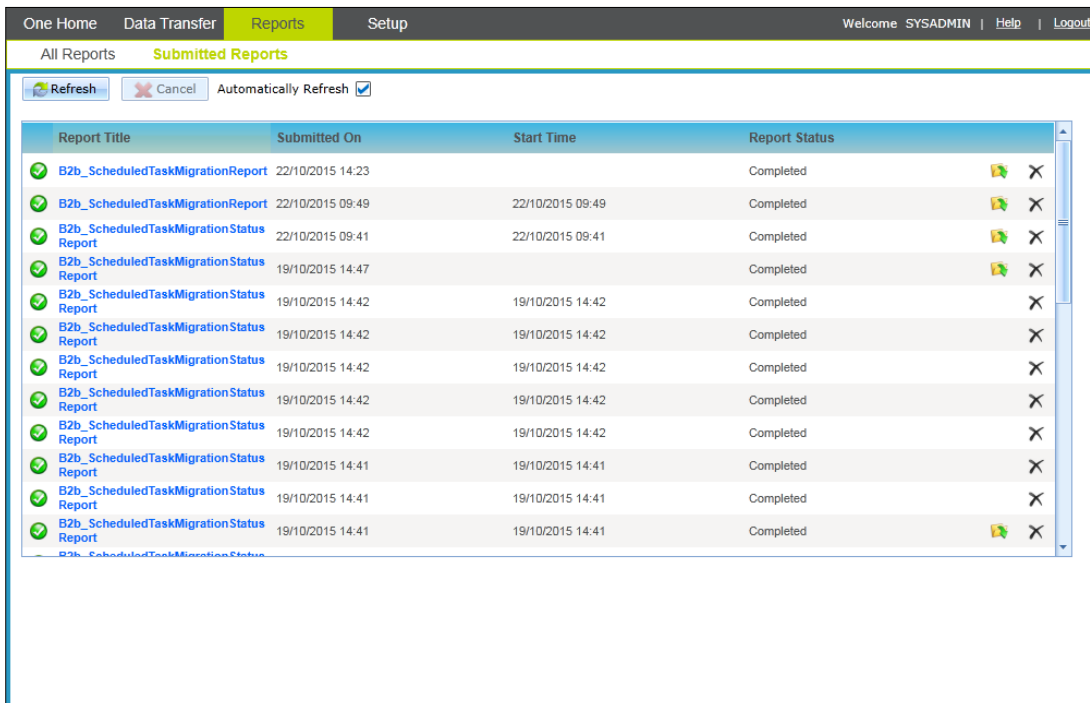 One Home Data Transfer Reports Setup Welcome SYSADMIN | Help | Logout
All Reports Submitted Reports
Refresh Cancel Automatically Refresh
Report Title Submitted On Start Time Report Status
B2b_ScheduledTaskMigrationReport 22/10/2015 14:23 Completed
B2b_ScheduledTaskMigrationReport 22/10/2015 09:49 22/10/2015 09:49 Completed
B2b_ScheduledTaskMigrationStatus
Report 22/10/2015 09:41 22/10/2015 09:41 Completed
B2b_ScheduledTaskMigrationStatus
Report 19/10/2015 14:47 Completed
B2b_ScheduledTaskMigrationStatus
Report 19/10/2015 14:42 19/10/2015 14:42 Completed
B2b_ScheduledTaskMigrationStatus
Report 19/10/2015 14:42 19/10/2015 14:42 Completed
B2b_ScheduledTaskMigrationStatus
Report 19/10/2015 14:42 19/10/2015 14:42 Completed
B2b_ScheduledTaskMigrationStatus
Report 19/10/2015 14:42 19/10/2015 14:42 Completed
B2b_ScheduledTaskMigrationStatus
Report 19/10/2015 14:42 19/10/2015 14:42 Completed
B2b_ScheduledTaskMigrationStatus
Report 19/10/2015 14:41 19/10/2015 14:41 Completed
B2b_ScheduledTaskMigrationStatus
Report 19/10/2015 14:41 19/10/2015 14:41 Completed
B2b_ScheduledTaskMigrationStatus
Report 19/10/2015 14:41 19/10/2015 14:41 Completed
B2b_ScheduledTaskMigrationStatus